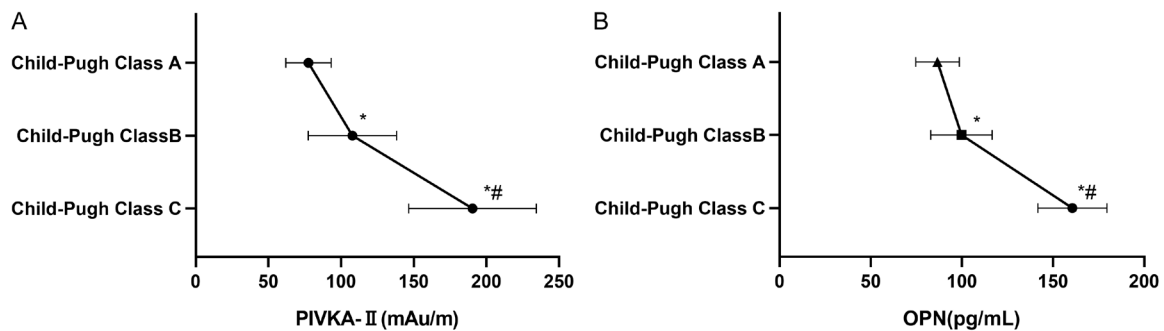 A
Child-Pugh Class A
Child-Pugh ClassB
Child-Pugh Class C
*
*#
0 50 100 150 200 250
PIVKA-Ⅱ(mAu/m)
B
Child-Pugh Class A
Child-Pugh ClassB
Child-Pugh Class C
*
*#
0 50 100 150 200
OPN(pg/mL)